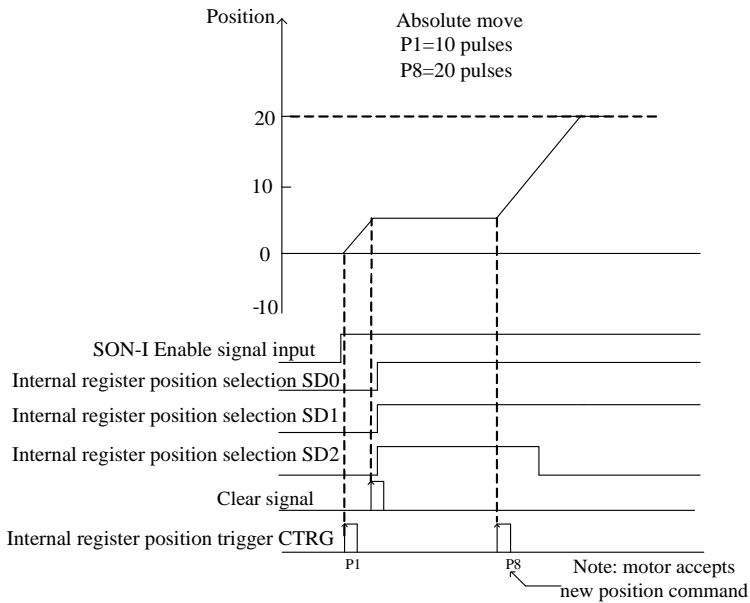 Position
Absolute move
P1=10 pulses
P8=20 pulses
20
10
0
-10
SON-I Enable signal input
Internal register position selection SD0
Internal register position selection SD1
Internal register position selection SD2
Clear signal
Internal register position trigger CTRG
P1
P8
Note: motor accepts
new position command